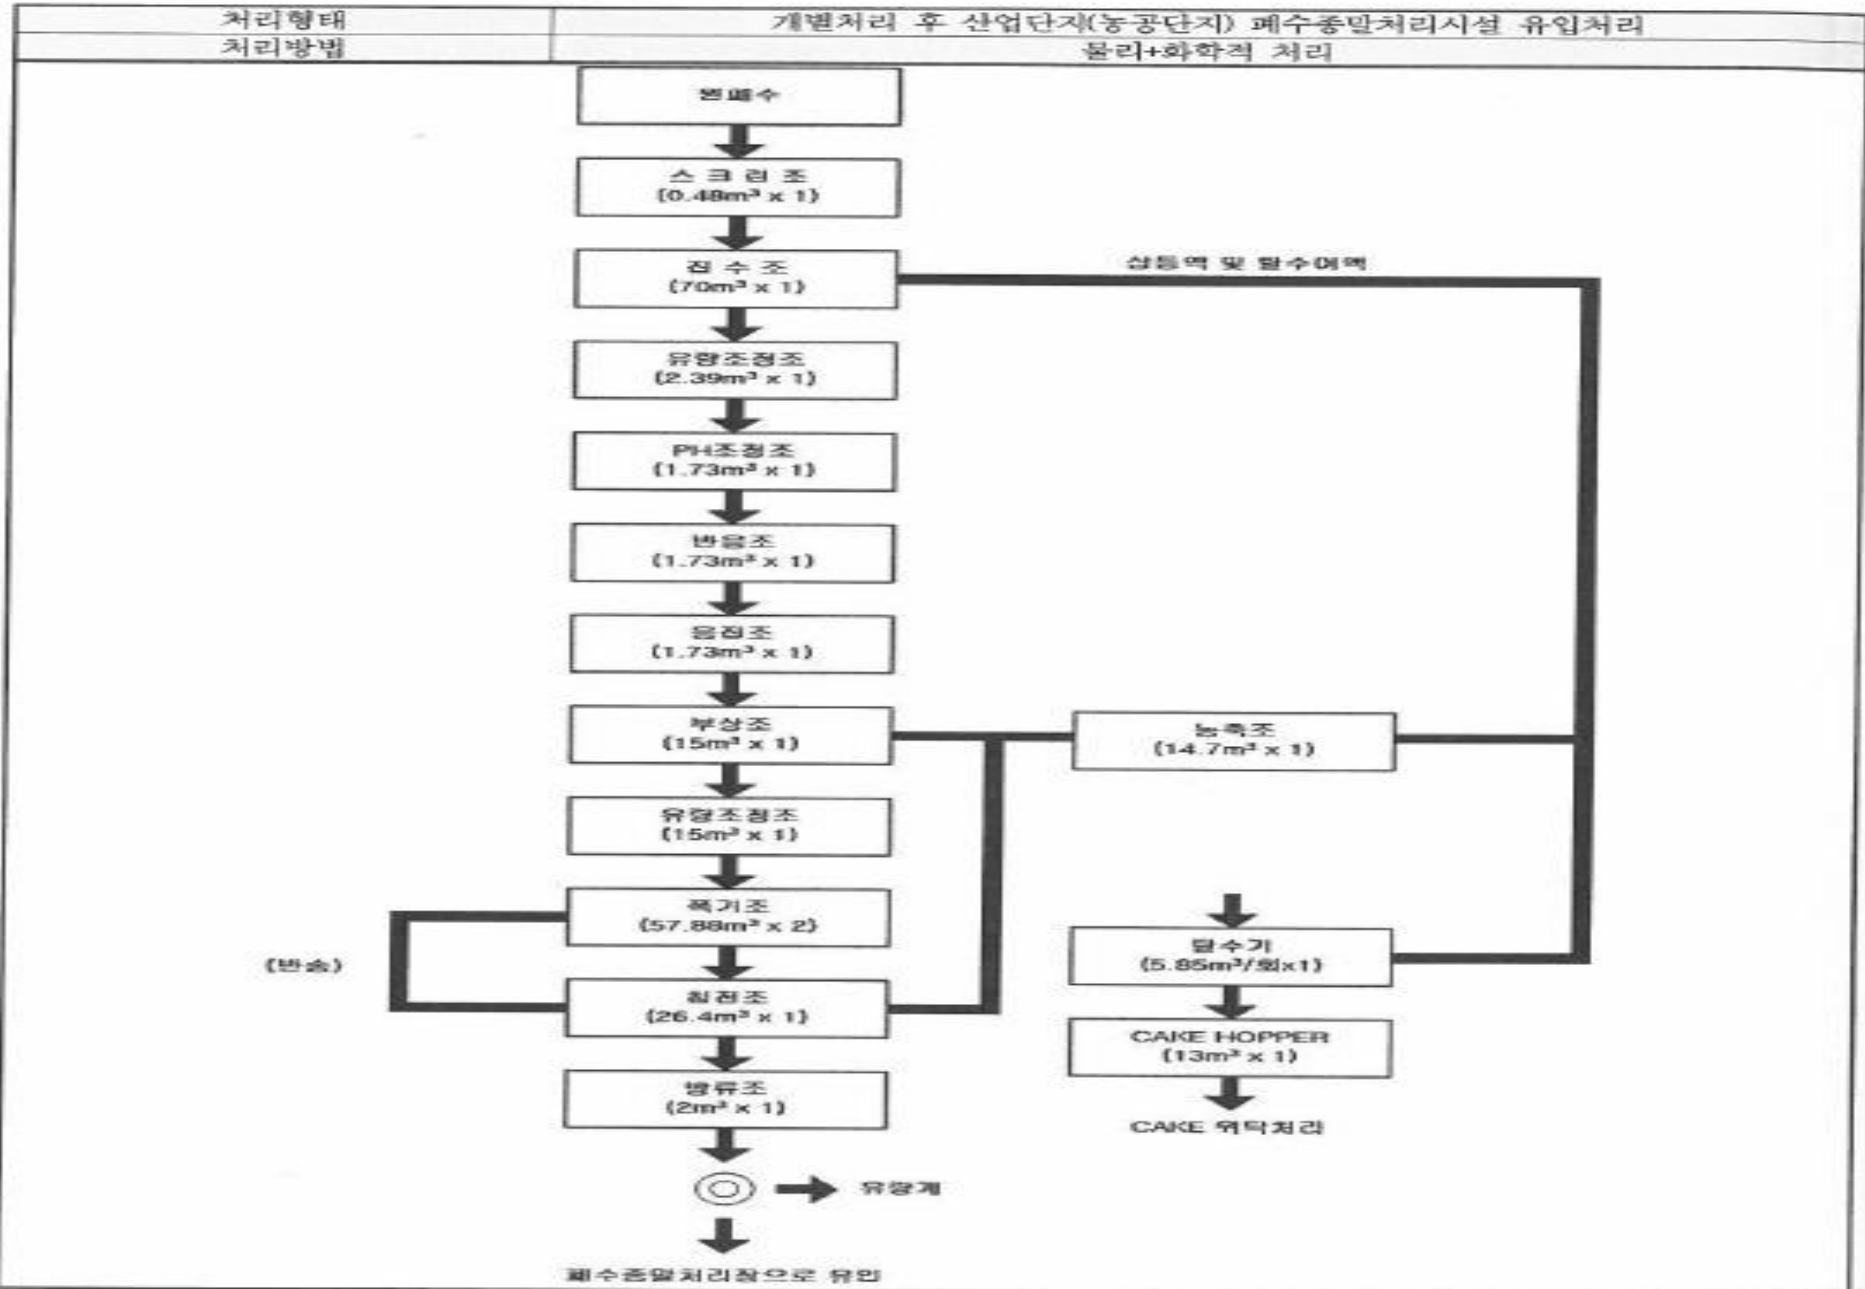 처리형태
개별처리 후 산업단지(농공단지) 폐수종말처리시설 유입처리
처리방법
물리+화학적 처리
원폐수
스크린조
(0.48m³ x 1)
집수조
(70m³ x 1)
상등액 및 탈수여액
유량조정조
(2.39m³ x 1)
PH조정조
(1.73m³ x 1)
반응조
(1.73m³ x 1)
응집조
(1.73m³ x 1)
부상조
(15m³ x 1)
농축조
(14.7m³ x 1)
유량조정조
(15m³ x 1)
폭기조
(57.88m³ x 2)
(반송)
탈수기
(5.85m³/회x1)
침전조
(26.4m³ x 1)
CAKE HOPPER
(13m³ x 1)
방류조
(2m³ x 1)
CAKE 위탁처리
유량계
폐수종말처리장으로 유입